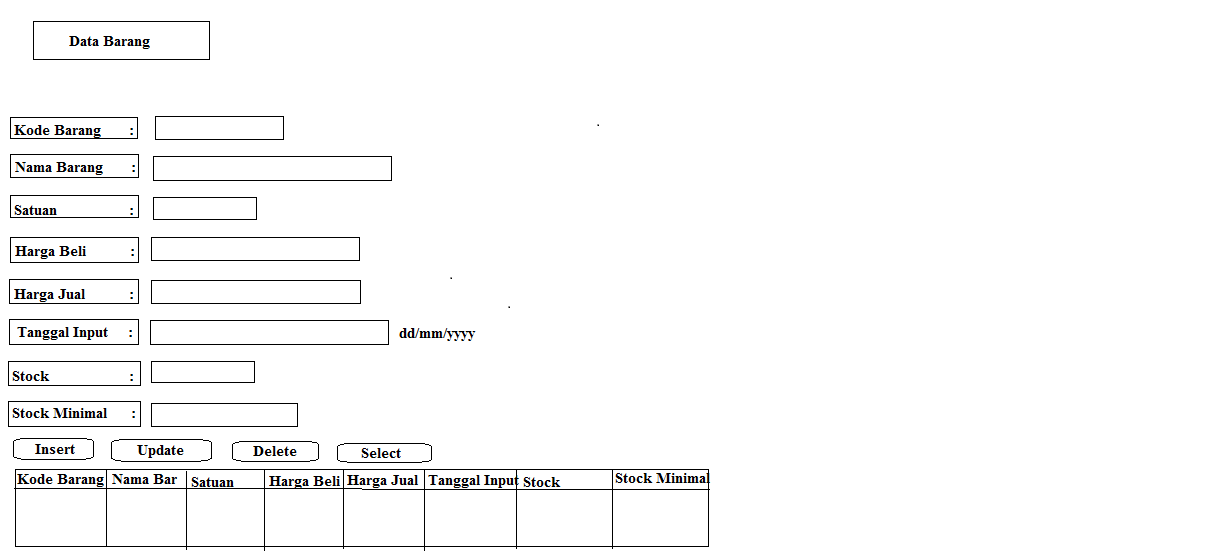 Data Barang
Kode Barang :
Nama Barang :
Satuan :
Harga Beli :
Harga Jual :
Tanggal Input : dd/mm/yyyy
Stock :
Stock Minimal :
Insert Update Delete Select
Kode Barang Nama Bar Satuan Harga Beli Harga Jual Tanggal Input Stock Stock Minimal